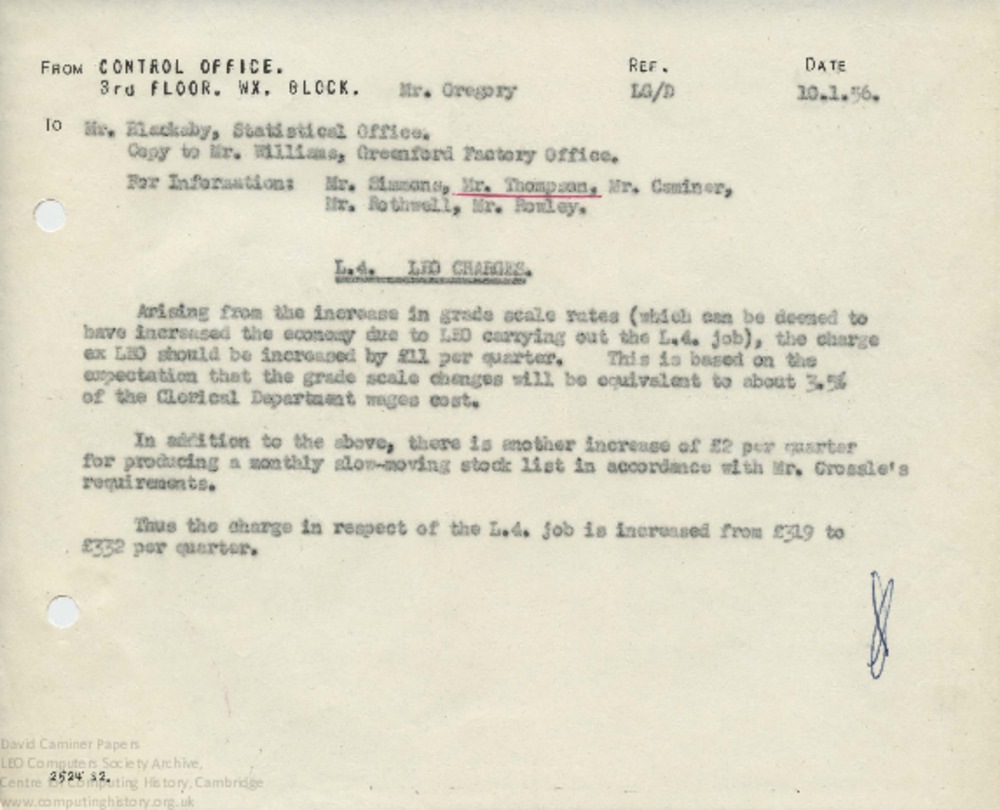 FROM CONTROL OFFICE. REF. DATE
3rd FLOOR. WX. BLOCK. Mr. Gregory LG/D 10.1.56.
To Mr. Blackaby, Statistical Office.
Copy to Mr. Williams, Greenford Factory Office.
For Information: Mr. Simmons, Mr. Thompson, Mr. Caminer,
Mr. Rothwell, Mr. Rowley.
L.4. LEO CHARGES.
Arising from the increase in grade scale rates (which can be deemed to
have increased the economy due to LEO carrying out the L.4. job), the charge
ex LEO should be increased by £11 per quarter. This is based on the
expectation that the grade scale changes will be equivalent to about 3.5%
of the Clerical Department wages cost.
In addition to the above, there is another increase of £2 per quarter
for producing a monthly slow-moving stock list in accordance with Mr. Crossle's
requirements.
Thus the charge in respect of the L.4. job is increased from £319 to
£332 per quarter.
David Caminer Papers
LEO Computers Society Archive,
Centre for Computing History, Cambridge
www.computinghistory.org.uk